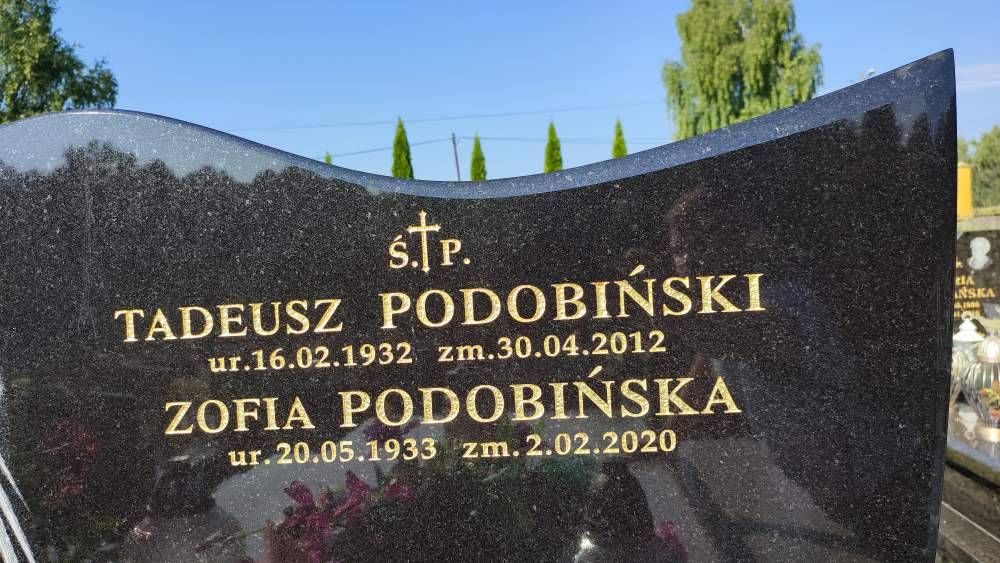 Ś.†P.
TADEUSZ PODOBIŃSKI
ur.16.02.1932 zm.30.04.2012
ZOFIA PODOBIŃSKA
ur. 20.05.1933 zm. 2.02.2020